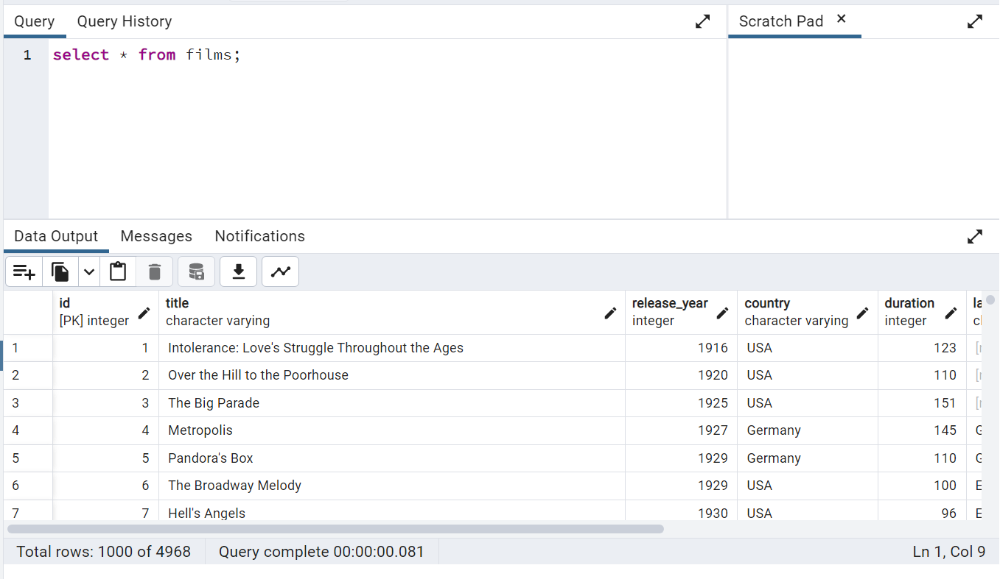 Query Query History Scratch Pad ×
1 select * from films;
Data Output Messages Notifications
id title release_year country duration
[PK] integer character varying integer character varying integer
1 1 Intolerance: Love's Struggle Throughout the Ages 1916 USA 123
2 2 Over the Hill to the Poorhouse 1920 USA 110
3 3 The Big Parade 1925 USA 151
4 4 Metropolis 1927 Germany 145
5 5 Pandora's Box 1929 Germany 110
6 6 The Broadway Melody 1929 USA 100
7 7 Hell's Angels 1930 USA 96
Total rows: 1000 of 4968 Query complete 00:00:00.081 Ln 1, Col 9